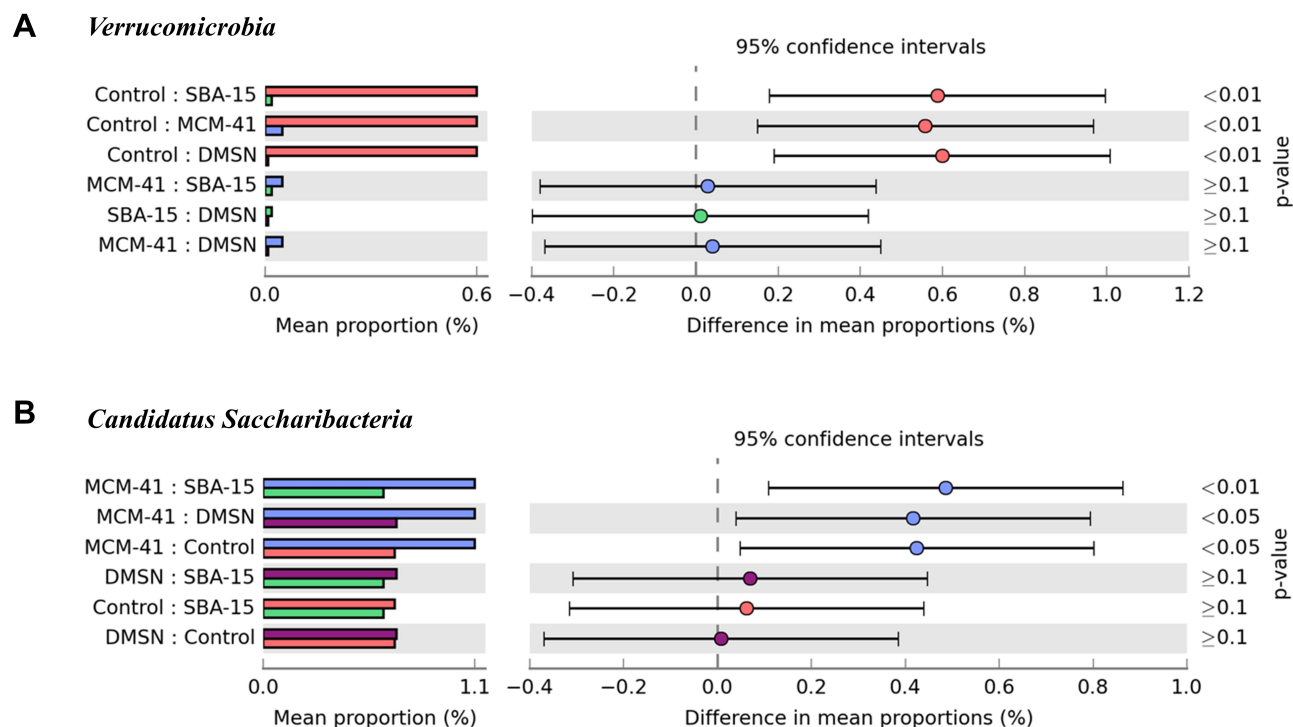 A
Verrucomicrobia
95% confidence intervals
Control : SBA-15
<0.01
Control : MCM-41
<0.01
Control : DMSN
<0.01
MCM-41 : SBA-15
≥0.1
SBA-15 : DMSN
≥0.1
MCM-41 : DMSN
≥0.1
p-value
0.0 0.6
−0.4 −0.2 0.0 0.2 0.4 0.6 0.8 1.0 1.2
Mean proportion (%)
Difference in mean proportions (%)
B
Candidatus Saccharibacteria
95% confidence intervals
MCM-41 : SBA-15
<0.01
MCM-41 : DMSN
<0.05
MCM-41 : Control
<0.05
DMSN : SBA-15
≥0.1
Control : SBA-15
≥0.1
DMSN : Control
≥0.1
p-value
0.0 1.1
−0.4 −0.2 0.0 0.2 0.4 0.6 0.8 1.0
Mean proportion (%)
Difference in mean proportions (%)